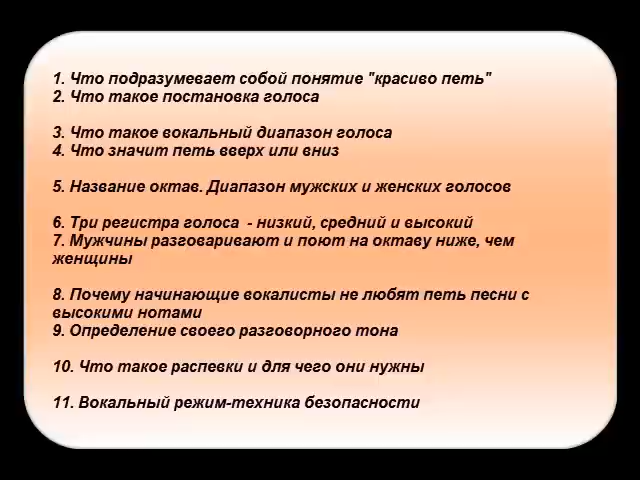 1. Что подразумевает собой понятие "красиво петь"
2. Что такое постановка голоса
3. Что такое вокальный диапазон голоса
4. Что значит петь вверх или вниз
5. Название октав. Диапазон мужских и женских голосов
6. Три регистра голоса  - низкий, средний и высокий
7. Мужчины разговаривают и поют на октаву ниже, чем
женщины
8. Почему начинающие вокалисты не любят петь песни с
высокими нотами
9. Определение своего разговорного тона
10. Что такое распевки и для чего они нужны
11. Вокальный режим-техника безопасности